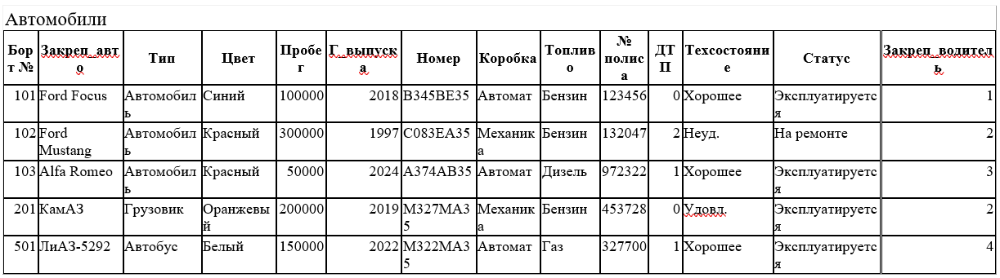 Автомобили
Борт № Закреп_авто Тип Цвет Пробег Г_выпуска Номер Коробка Топливо № полиса ДТП Техсостояние Статус Закреп_водитель
101 Ford Focus Автомобиль Синий 100000 2018 В345ВЕ35 Автомат Бензин 123456 0 Хорошее Эксплуатируется 1
102 Ford Mustang Автомобиль Красный 300000 1997 С083ЕА35 Механика Бензин 132047 2 Неуд. На ремонте 2
103 Alfa Romeo Автомобиль Красный 50000 2024 А374АВ35 Автомат Дизель 972322 1 Хорошее Эксплуатируется 3
201 КамАЗ Грузовик Оранжевый 200000 2019 М327МА35 Механика Бензин 453728 0 Удовл. Эксплуатируется 2
501 ЛиАЗ-5292 Автобус Белый 150000 2022 М322МА35 Автомат Газ 327700 1 Хорошее Эксплуатируется 4